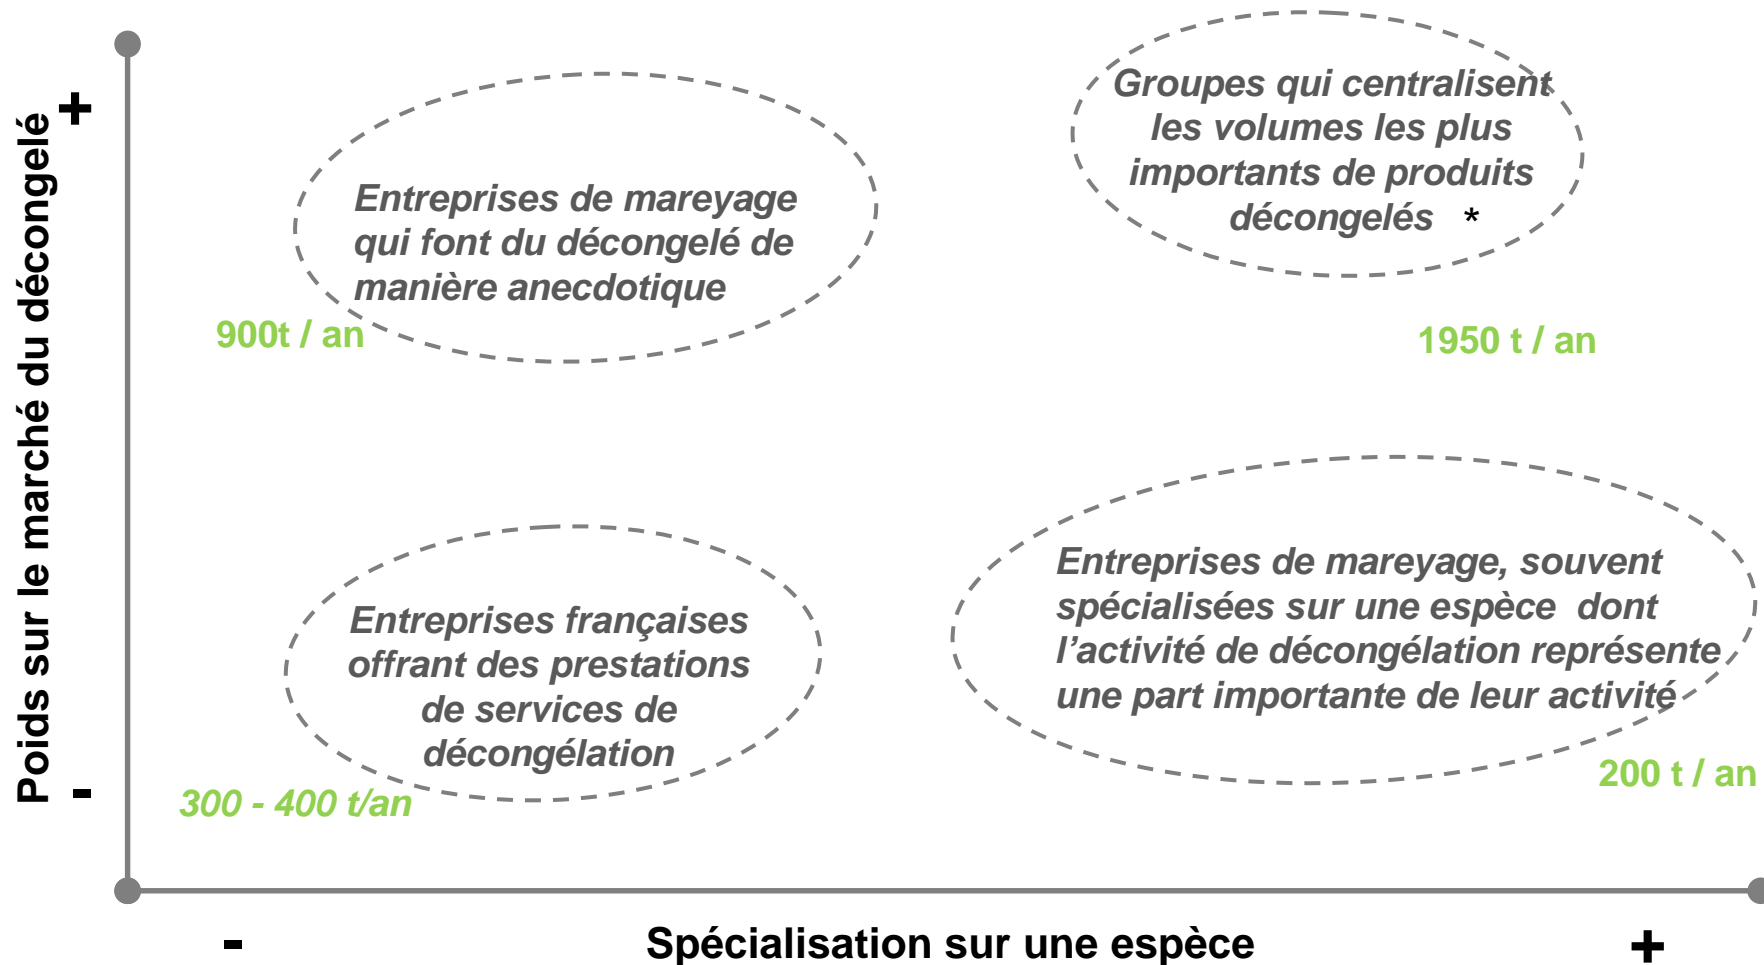 Poids sur le marché du décongelé
+
-
Groupes qui centralisent
les volumes les plus
importants de produits
décongelés *
Entreprises de mareyage
qui font du décongelé de
manière anecdotique
900t / an
1950 t / an
Entreprises françaises
offrant des prestations
de services de
décongélation
300 - 400 t/an
Entreprises de mareyage, souvent
spécialisées sur une espèce dont
l’activité de décongélation représente
une part importante de leur activité
200 t / an
-
Spécialisation sur une espèce
+